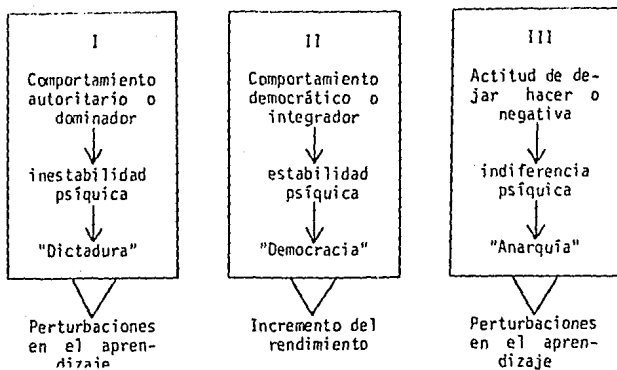 I
Comportamiento
autoritario o
dominador
inestabilidad
psíquica
"Dictadura"
Perturbaciones
en el apren-
dizaje
II
Comportamiento
democrático o
integrador
estabilidad
psíquica
"Democracia"
Incremento del
rendimiento
III
Actitud de de-
jar hacer o
negativa
indiferencia
psíquica
"Anarquía"
Perturbaciones
en el apren-
dizaje